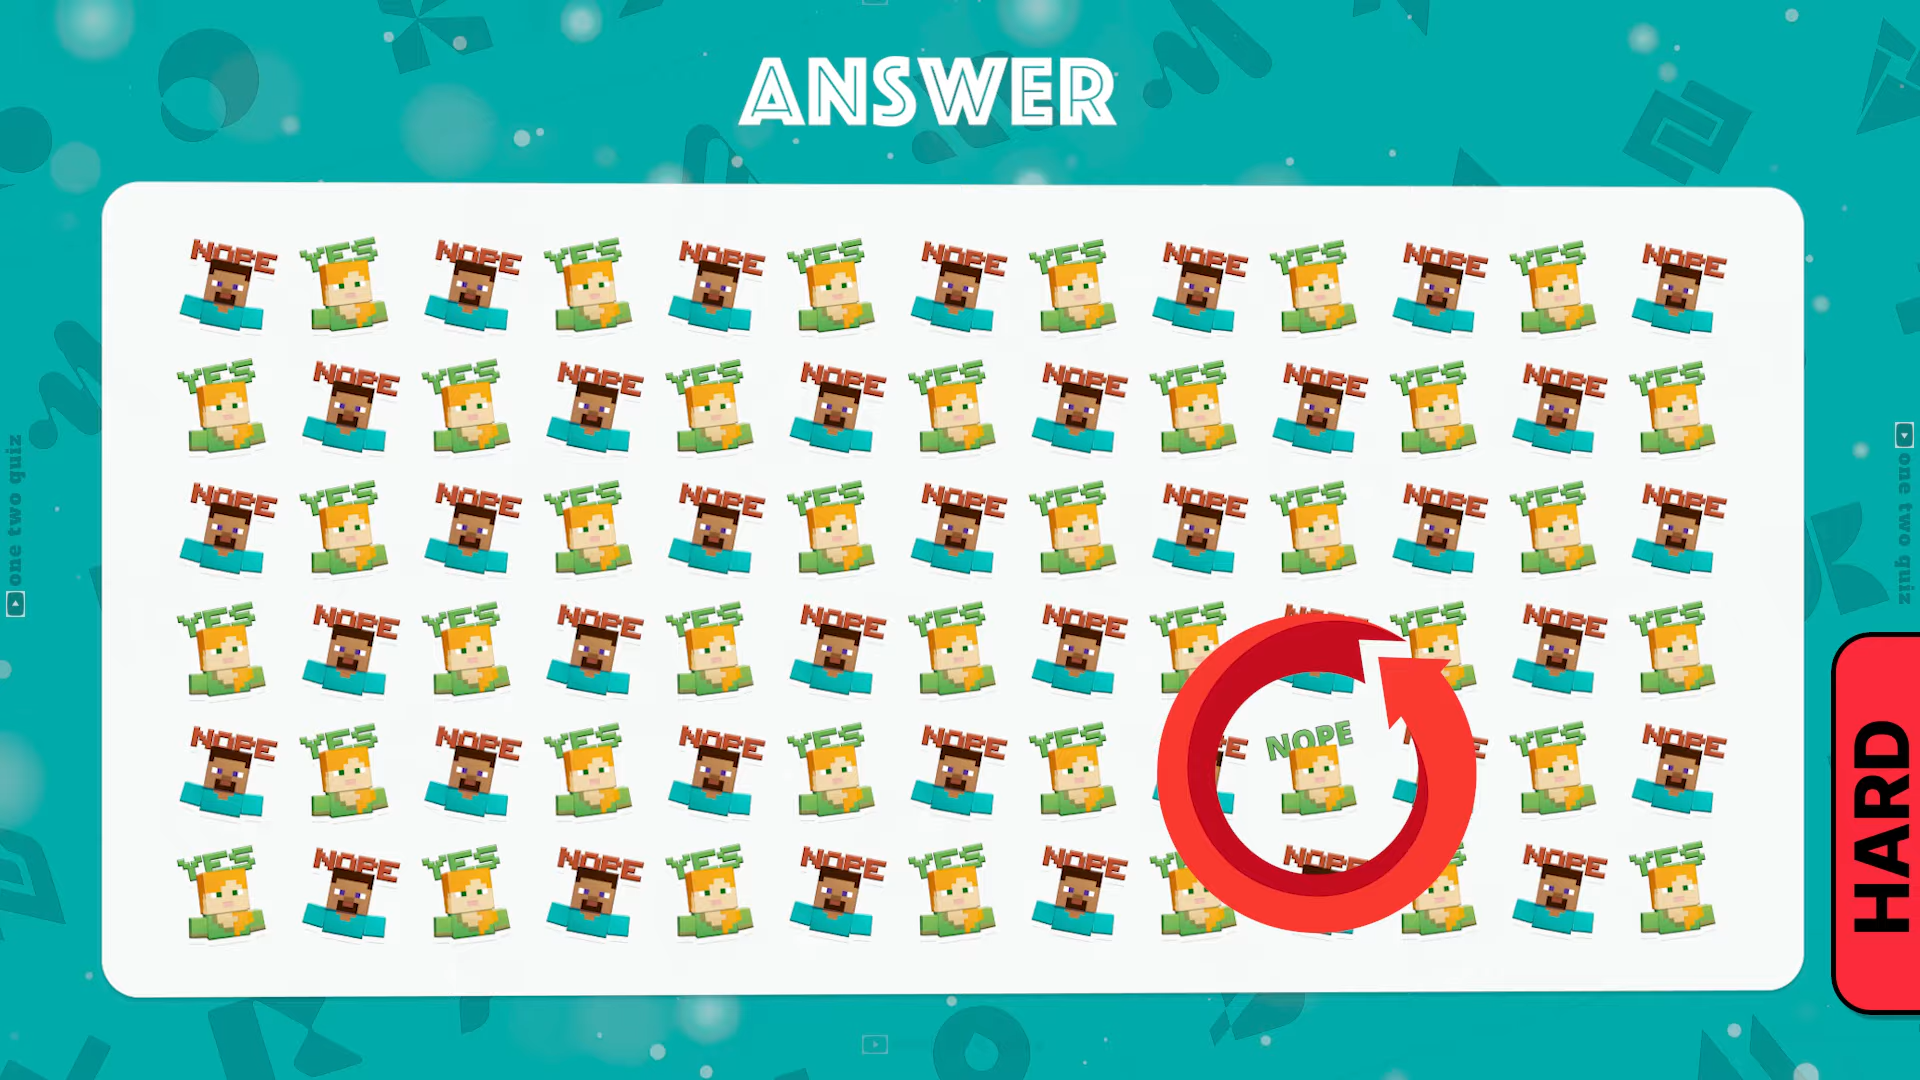 ANSWER
NOPE YES NOPE YES NOPE YES NOPE YES NOPE YES NOPE YES NOPE
YES NOPE YES NOPE YES NOPE YES NOPE YES NOPE YES NOPE YES
NOPE YES NOPE YES NOPE YES NOPE YES NOPE YES NOPE YES NOPE
YES NOPE YES NOPE YES NOPE YES NOPE YES NOPE YES NOPE YES
NOPE YES NOPE YES NOPE YES NOPE YES NOPE YES NOPE
YES NOPE YES NOPE YES NOPE YES NOPE NOPE NOPE YES
one two quiz
one two quiz
HARD